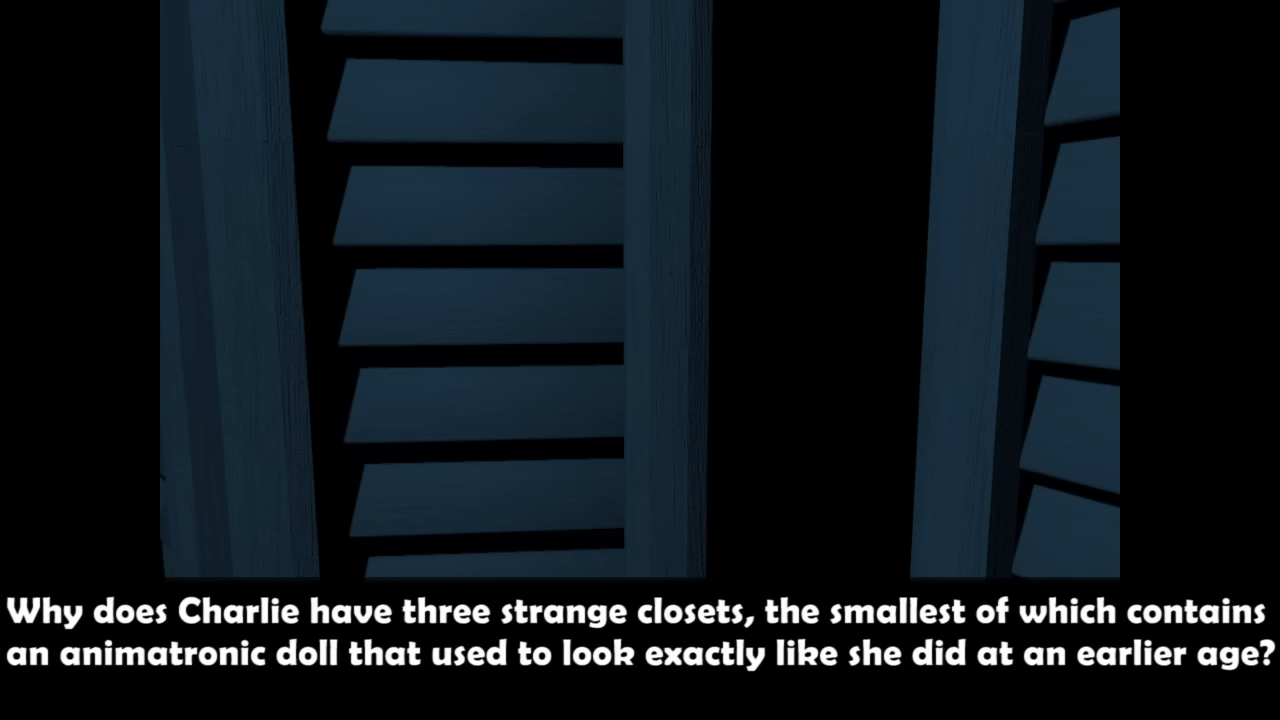 Why does Charlie have three strange closets, the smallest of which contains
an animatronic doll that used to look exactly like she did at an earlier age?